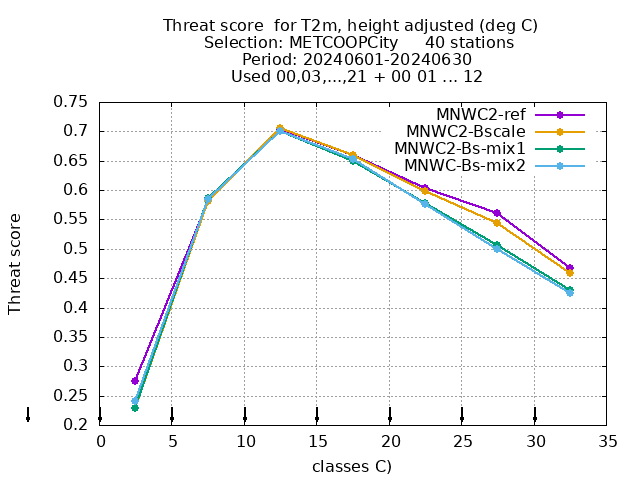 Threat score  for T2m, height adjusted (deg C)
Selection: METCOOPCity     40 stations
Period: 20240601-20240630
Used 00,03,...,21 + 00 01 ... 12
MNWC2-ref
MNWC2-Bscale
MNWC2-Bs-mix1
MNWC-Bs-mix2
Threat score
0.75
0.7
0.65
0.6
0.55
0.5
0.45
0.4
0.35
0.3
0.25
0.2
0 5 10 15 20 25 30 35
classes C)